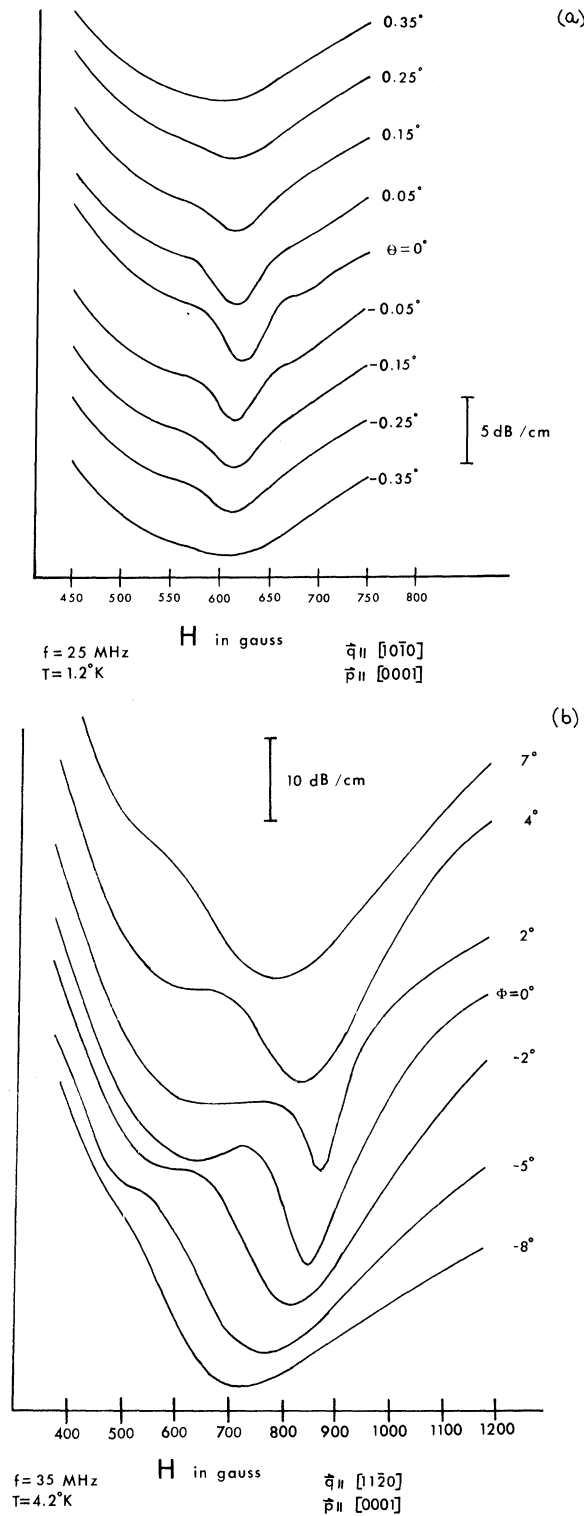 (a)
0.35°
0.25°
0.15°
0.05°
Θ=0°
-0.05°
-0.15°
5 dB/cm
-0.25°
-0.35°
450 500 550 600 650 700 750 800
H in gauss
f=25 MHz
T=1.2°K
q⃗ ॥ [101̄0]
p⃗ ॥ [0001]
(b)
10 dB/cm
7°
4°
2°
Φ=0°
-2°
-5°
-8°
400 500 600 700 800 900 1000 1100 1200
H in gauss
f=35 MHz
T=4.2°K
q⃗ ॥ [112̄0]
p⃗ ॥ [0001]